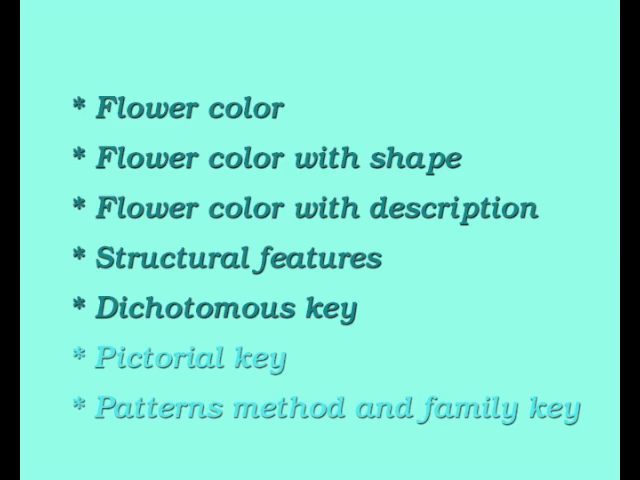 * Flower color
* Flower color with shape
* Flower color with description
* Structural features
* Dichotomous key
* Pictorial key
* Patterns method and family key